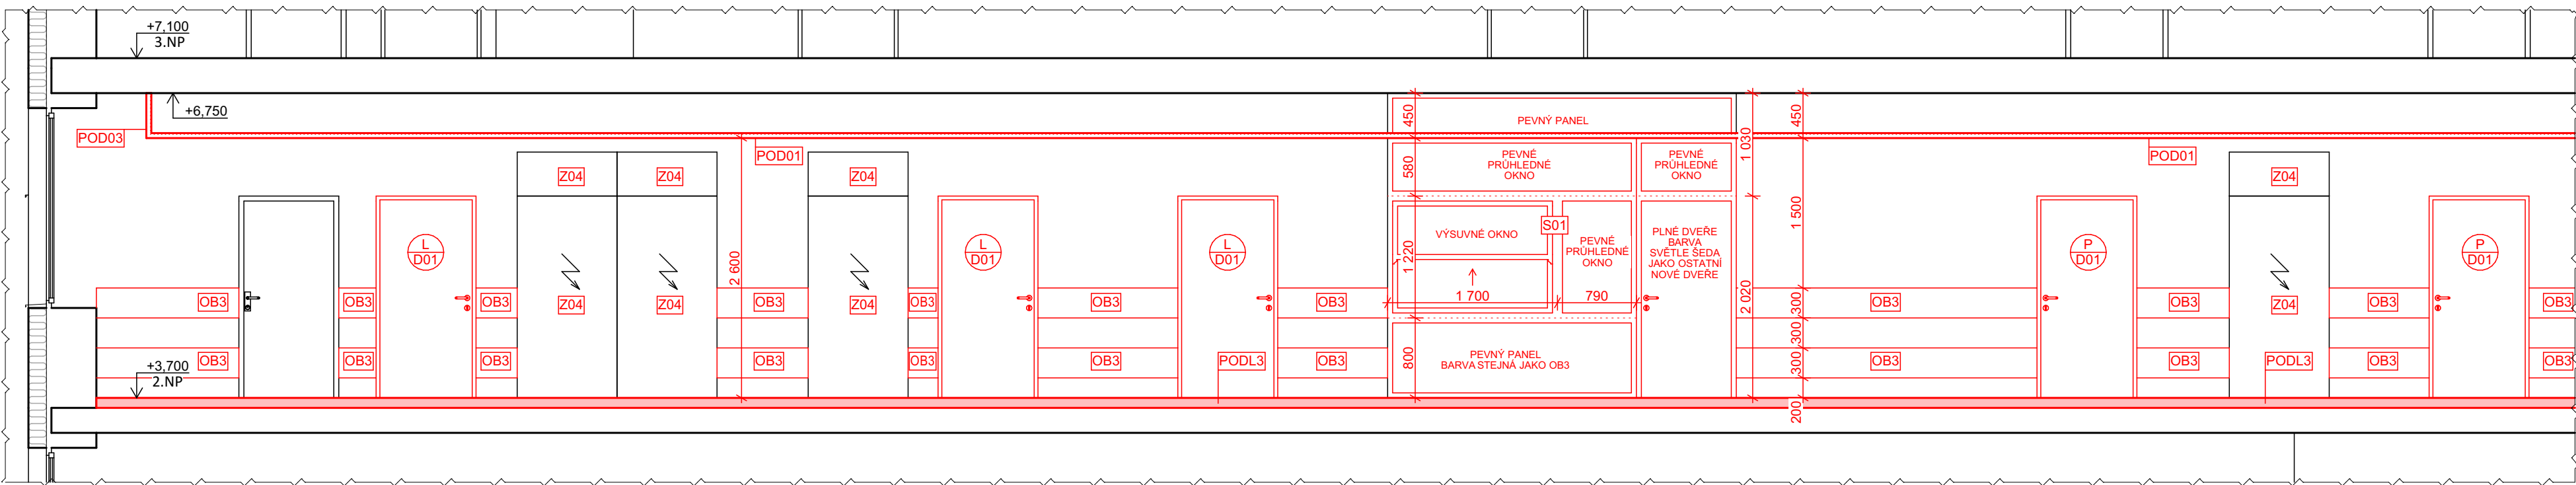 +7,100
3.NP
+6,750
POD03
POD01
POD01
Z04
Z04
Z04
Z04
450
PEVNÝ PANEL
1 030
450
580
PEVNÉ
PRŮHLEDNÉ
OKNO
PEVNÉ
PRŮHLEDNÉ
OKNO
L
D01
L
D01
L
D01
P
D01
P
D01
2 600
1 220
VÝSUVNÉ OKNO
S01
PEVNÉ
PRŮHLEDNÉ
OKNO
PLNÉ DVEŘE
BARVA
SVĚTLE ŠEDÁ
JAKO OSTATNÍ
NOVÉ DVEŘE
1 500
1 700
790
2 020
OB3
OB3
OB3
Z04
Z04
OB3
Z04
OB3
OB3
OB3
300
OB3
OB3
Z04
OB3
OB3
300
+3,700
2.NP
OB3
OB3
OB3
OB3
OB3
OB3
PODL3
OB3
800
PEVNÝ PANEL
BARVA STEJNÁ JAKO OB3
300
OB3
OB3
PODL3
OB3
OB3
200